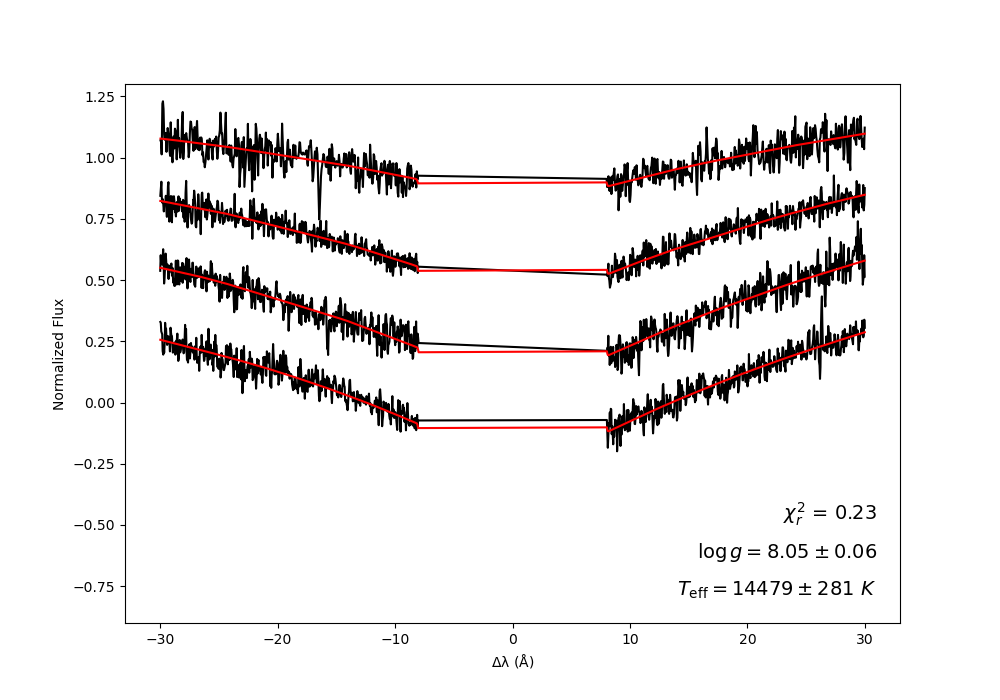 1.25
1.00
0.75
0.50
0.25
0.00
−0.25
−0.50
−0.75
Normalized Flux
χ²ᵣ = 0.23
log g = 8.05 ± 0.06
T_eff = 14479 ± 281 K
−30 −20 −10 0 10 20 30
Δλ (Å)